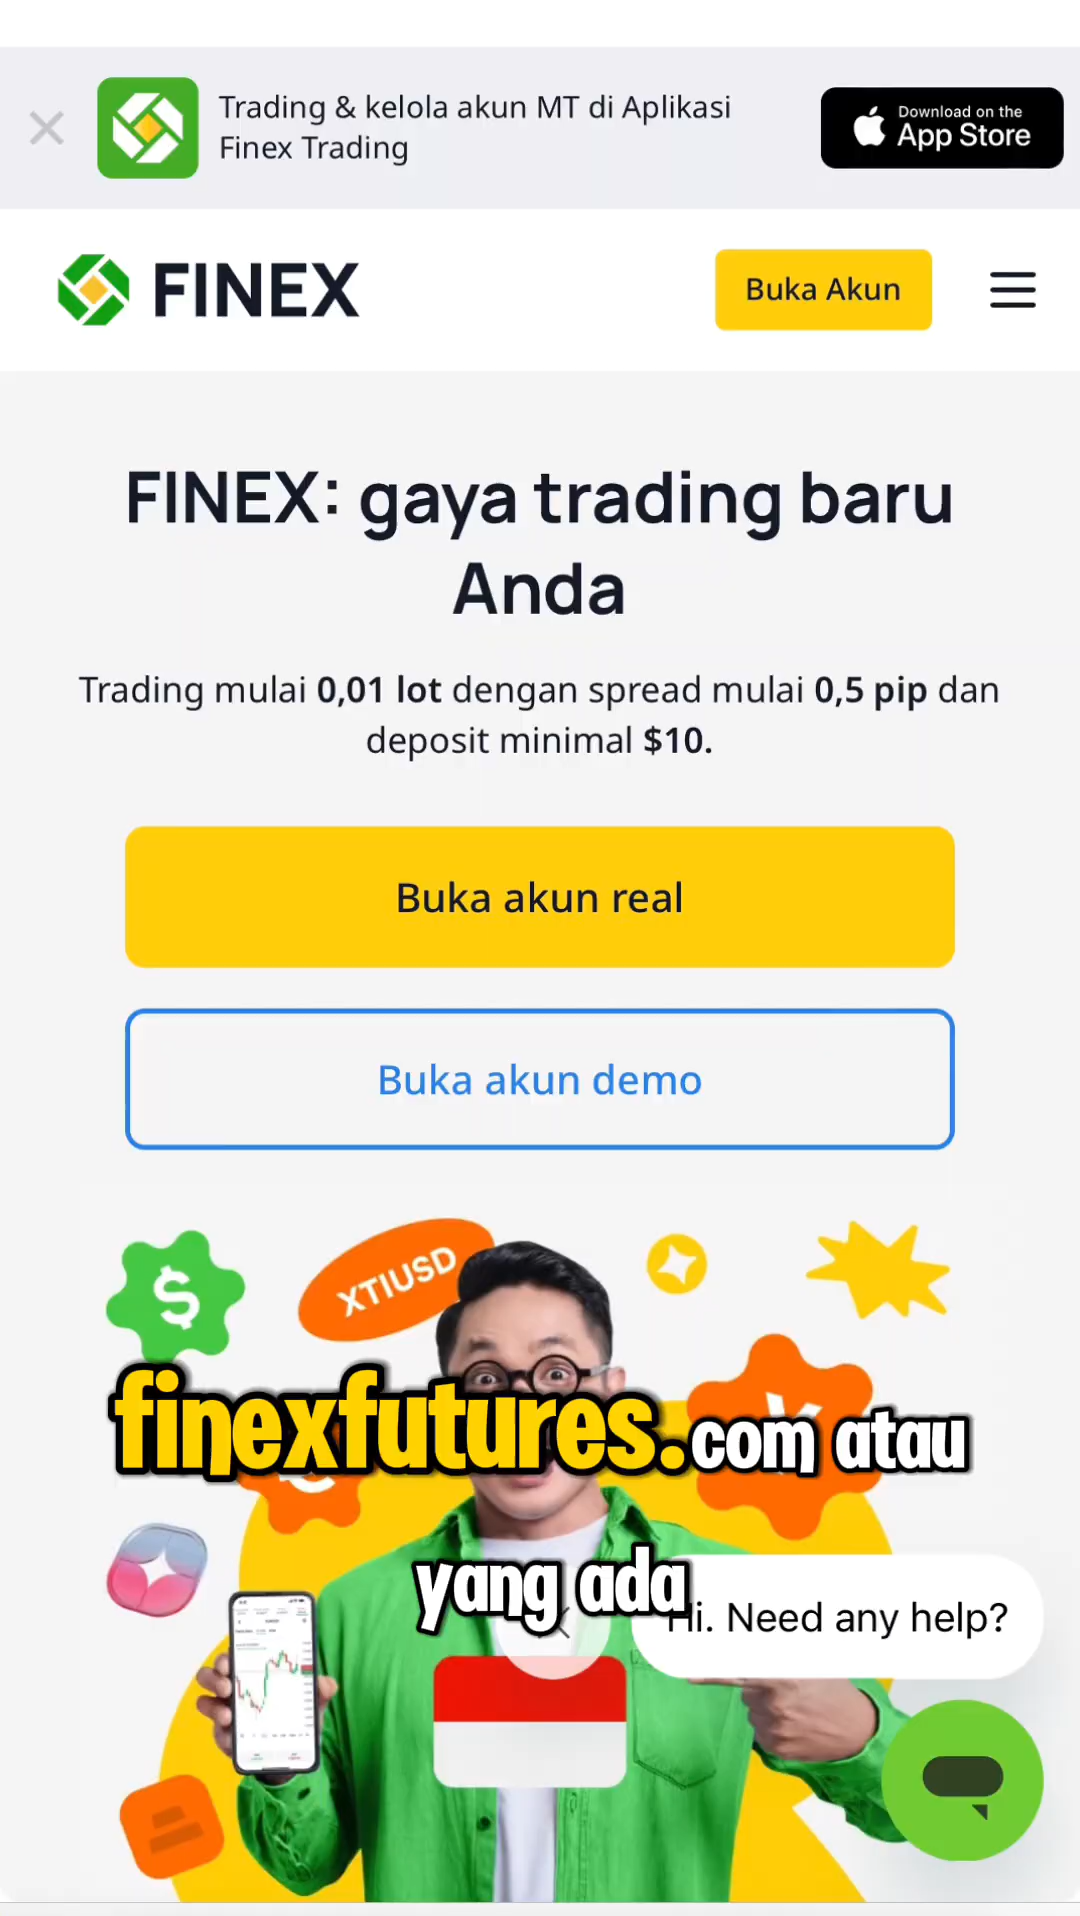 Trading & kelola akun MT di Aplikasi
Finex Trading
Download on the
App Store
FINEX
Buka Akun
FINEX: gaya trading baru
Anda
Trading mulai 0,01 lot dengan spread mulai 0,5 pip dan
deposit minimal $10.
Buka akun real
Buka akun demo
$
XTIUSD
finexfutures.com atau
yang ada
Hi. Need any help?